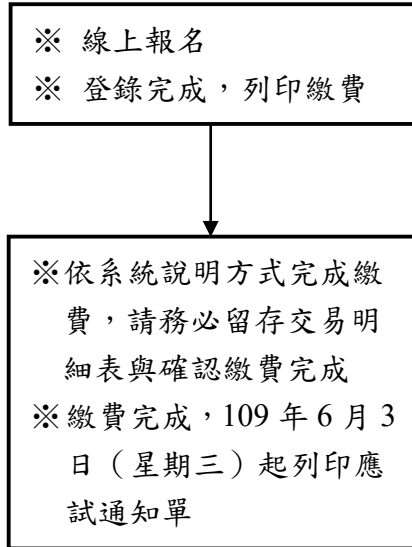 ※ 線上報名
※ 登錄完成，列印繳費
※依系統說明方式完成繳
費，請務必留存交易明
細表與確認繳費完成
※繳費完成，109 年 6 月 3
日（星期三）起列印應
試通知單